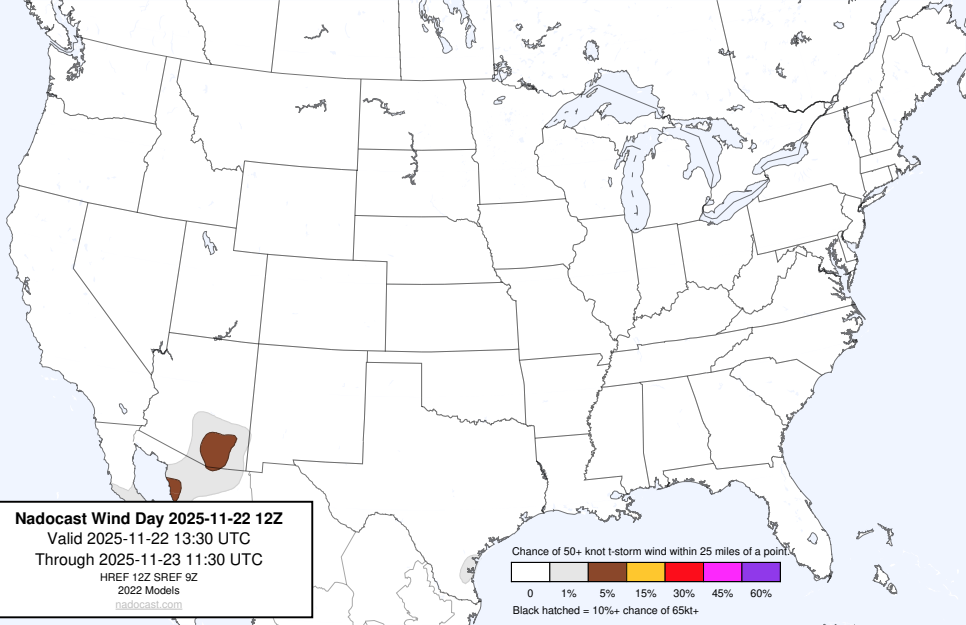 Nadocast Wind Day 2025-11-22 12Z
Valid 2025-11-22 13:30 UTC
Through 2025-11-23 11:30 UTC
HREF 12Z SREF 9Z
2022 Models
nadocast.com
Chance of 50+ knot t-storm wind within 25 miles of a point.
0 1% 5% 15% 30% 45% 60%
Black hatched = 10%+ chance of 65kt+